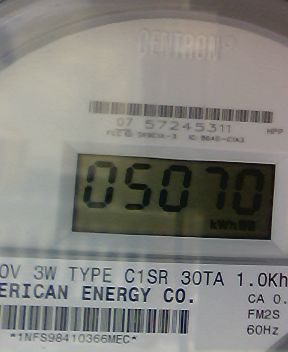 CENTRON
07 57245311
HPP
05070
kWh
0V 3W TYPE C1SR 30TA 1.0Kh
ERICAN ENERGY CO.
CA 0.
FM2S
60Hz
*1NFS98410366MEC*